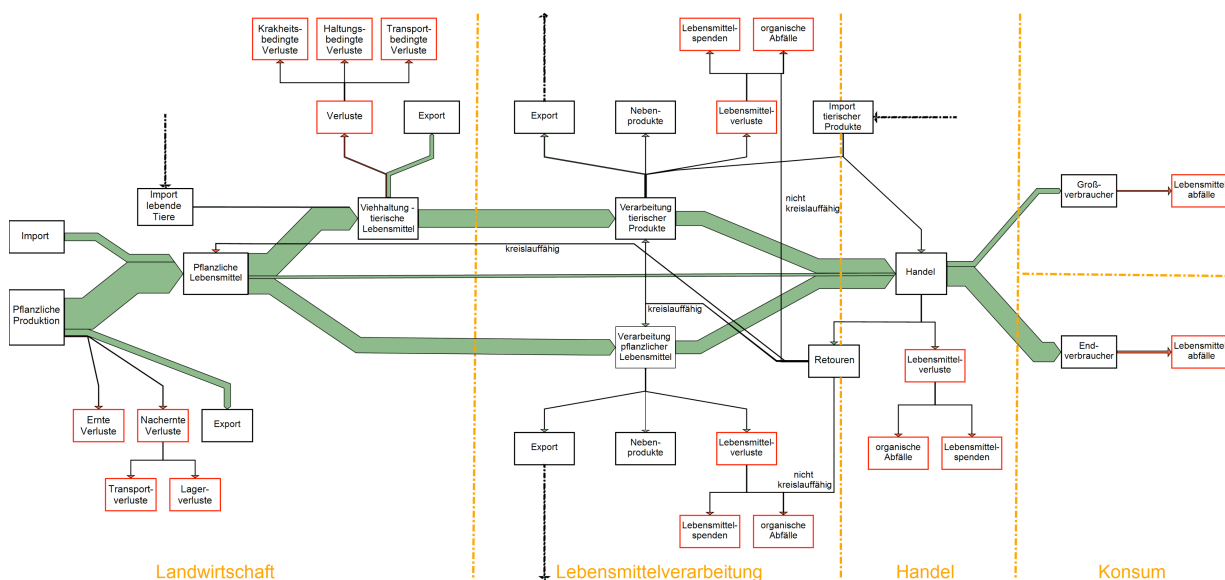 Krakheits-
bedingte
Verluste
Haltungs-
bedingte
Verluste
Transport-
bedingte
Verluste
Verluste
Export
Import
lebende
Tiere
Viehhaltung -
tierische
Lebensmittel
Import
Pflanzliche
Lebensmittel
Pflanzliche
Produktion
Ernte
Verluste
Nachernte
Verluste
Export
Transport-
verluste
Lager-
verluste
Lebensmittel-
spenden
organische
Abfälle
Export
Neben-
produkte
Lebensmittel-
verluste
Import
tierischer
Produkte
Verarbeitung
tierischer
Produkte
nicht
kreislauffähig
kreislauffähig
kreislauffähig
Verarbeitung
pflanzlicher
Lebensmittel
Retouren
Export
Neben-
produkte
Lebensmittel-
verluste
nicht
kreislauffähig
Lebensmittel-
spenden
organische
Abfälle
Handel
Lebensmittel-
verluste
organische
Abfälle
Lebensmittel-
spenden
Groß-
verbraucher
Lebensmittel
abfälle
End-
verbraucher
Lebensmittel
abfälle
Landwirtschaft
Lebensmittelverarbeitung
Handel
Konsum